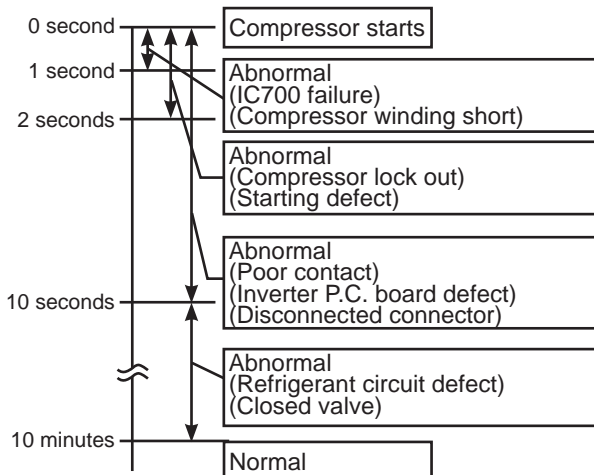 0 second
Compressor starts
1 second
Abnormal
(IC700 failure)
(Compressor winding short)
2 seconds
Abnormal
(Compressor lock out)
(Starting defect)
Abnormal
(Poor contact)
(Inverter P.C. board defect)
(Disconnected connector)
10 seconds
Abnormal
(Refrigerant circuit defect)
(Closed valve)
10 minutes
Normal